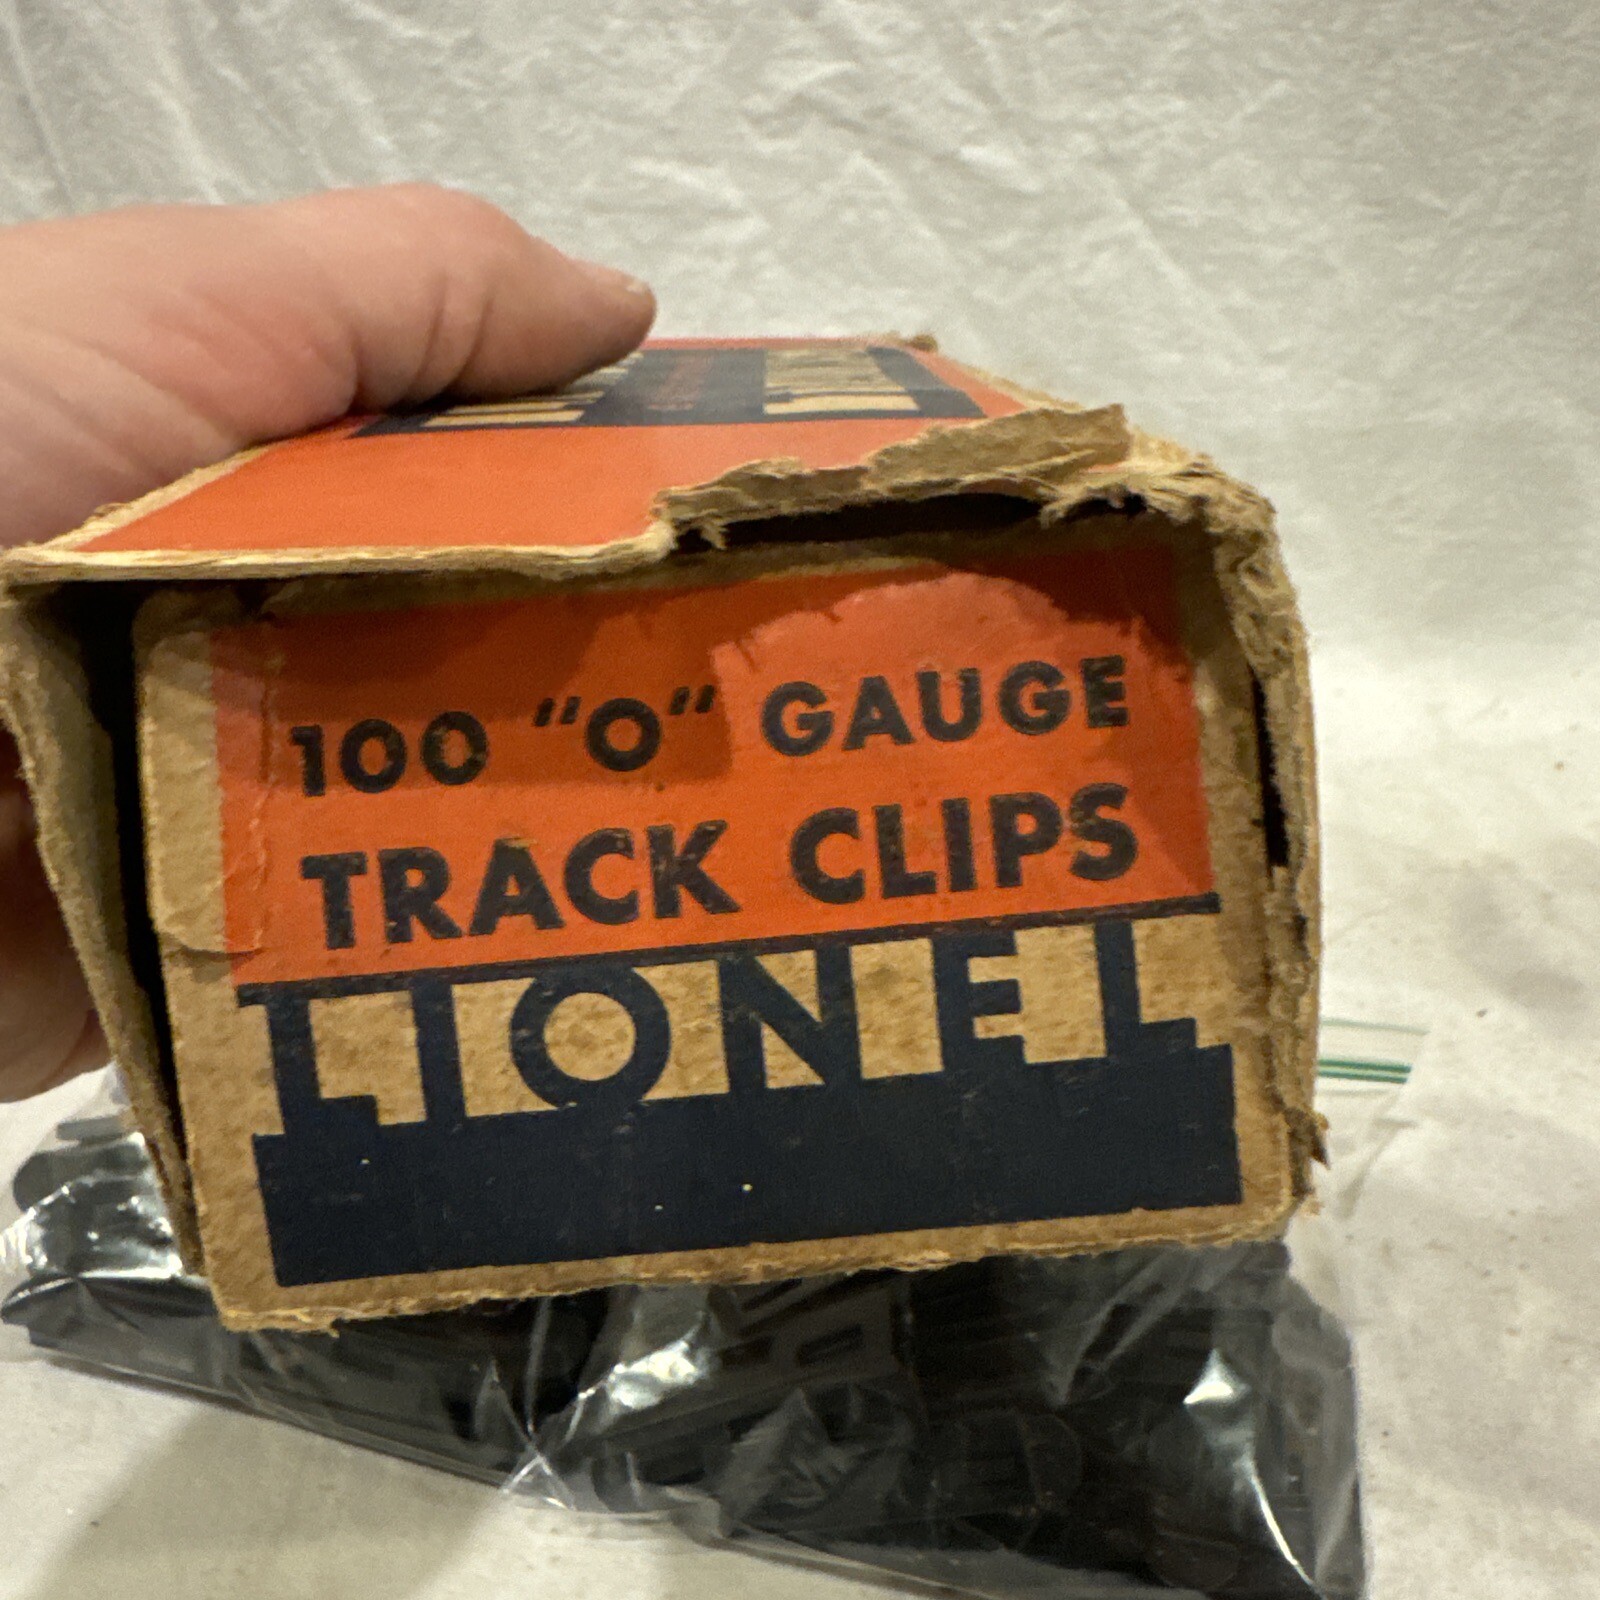 100 "O" GAUGE
TRACK CLIPS
LIONEL